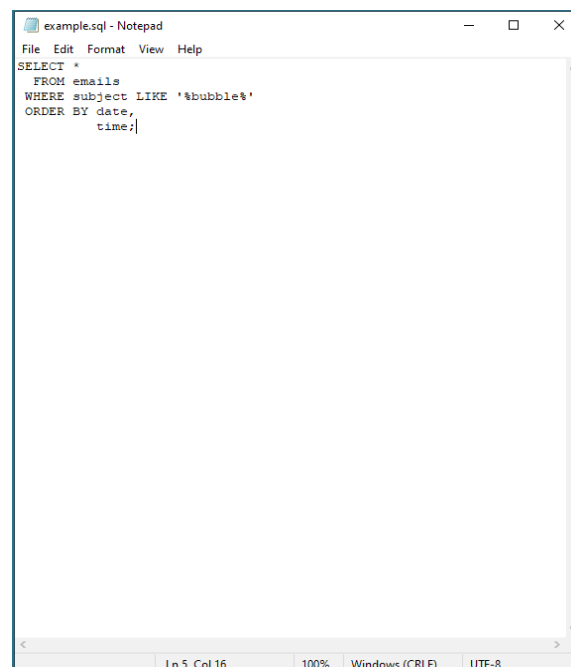 example.sql - Notepad
File Edit Format View Help
SELECT *
  FROM emails
 WHERE subject LIKE '%bubble%'
 ORDER BY date,
          time;
Ln 5, Col 16 100% Windows (CRLF) UTF-8